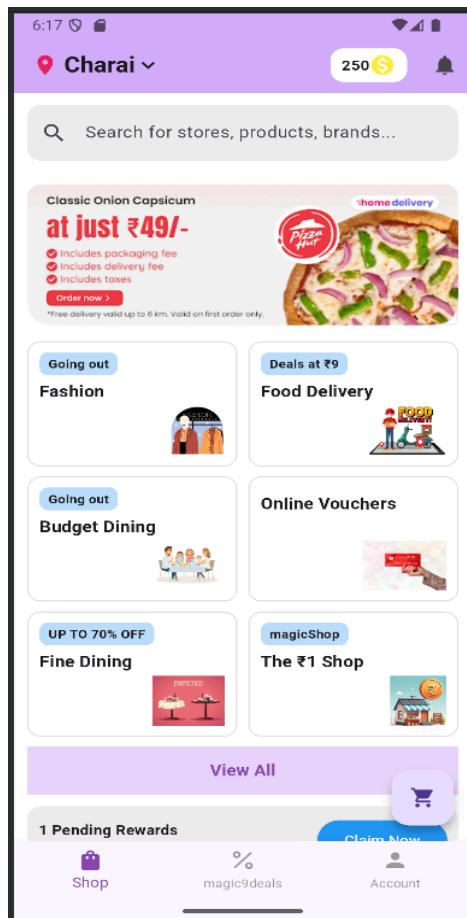 6:17
Charai
250
Search for stores, products, brands...
Classic Onion Capsicum
at just ₹49/-
Includes packaging fee
Includes delivery fee
Includes taxes
Order now >
*Free delivery valid up to 6 km. Valid on first order only.
home delivery
Pizza Hut
Going out
Fashion
Deals at ₹9
Food Delivery
FOOD
DELIVERY
Going out
Budget Dining
Online Vouchers
UP TO 70% OFF
Fine Dining
magicShop
The ₹1 Shop
View All
1 Pending Rewards
Claim Now
Shop
magic9deals
Account